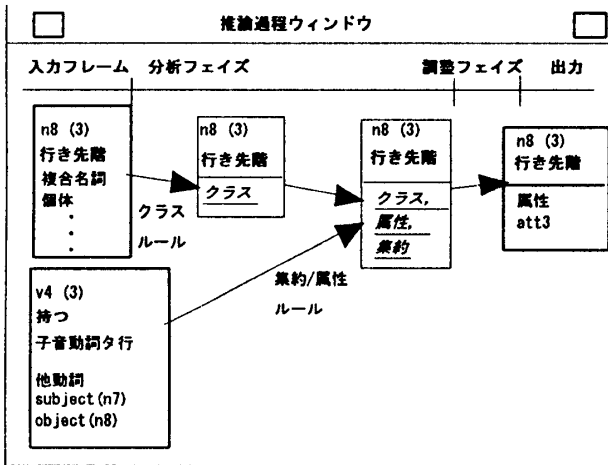 推論過程ウィンドウ
入力フレーム 分析フェイズ 調整フェイズ 出力
n8 (3)
行き先階
複合名詞
個体
・
・
・
クラス
ルール
n8 (3)
行き先階
クラス
n8 (3)
行き先階
クラス,
属性,
集約
n8 (3)
行き先階
属性
att3
v4 (3)
持つ
子音動詞タ行
他動詞
subject(n7)
object(n8)
集約/属性
ルール